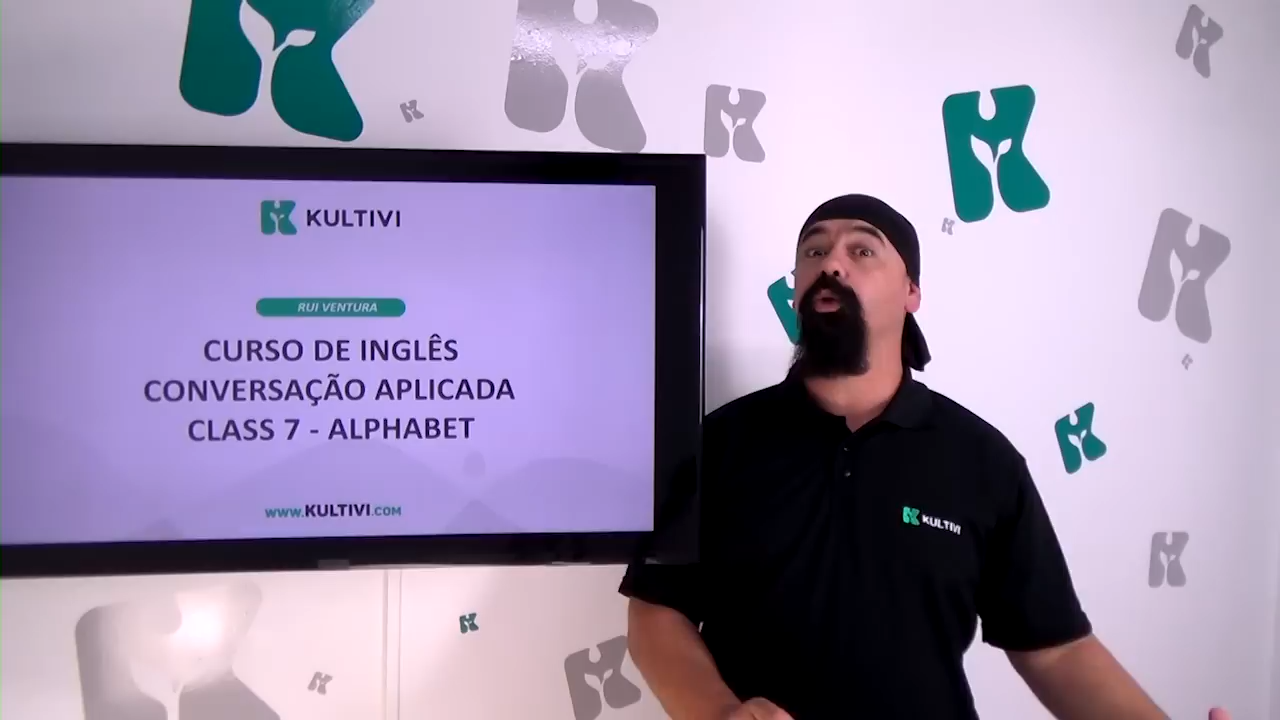 KULTIVI
RUI VENTURA
CURSO DE INGLÊS
CONVERSAÇÃO APLICADA
CLASS 7 - ALPHABET
WWW.KULTIVI.COM
KULTIVI